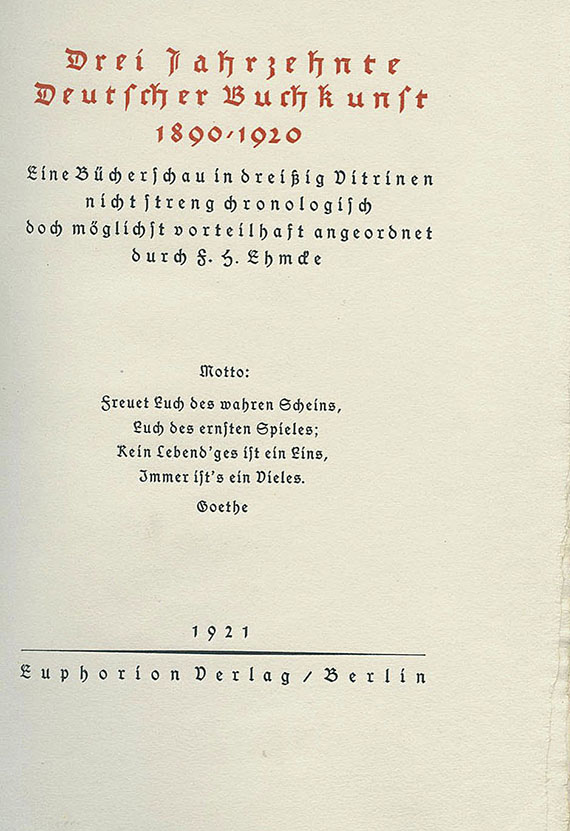 Drei Jahrzehnte
Deutscher Buchkunst
1890/1920
Eine Bücherschau in dreißig Vitrinen
nicht streng chronologisch
doch möglichst vorteilhaft angeordnet
durch F. H. Ehmcke
Motto:
Freuet Euch des wahren Scheins,
Euch des ernsten Spieles;
Kein Lebend'ges ist ein Eins,
Immer ist's ein Vieles.
Goethe
1921
Euphorion Verlag / Berlin